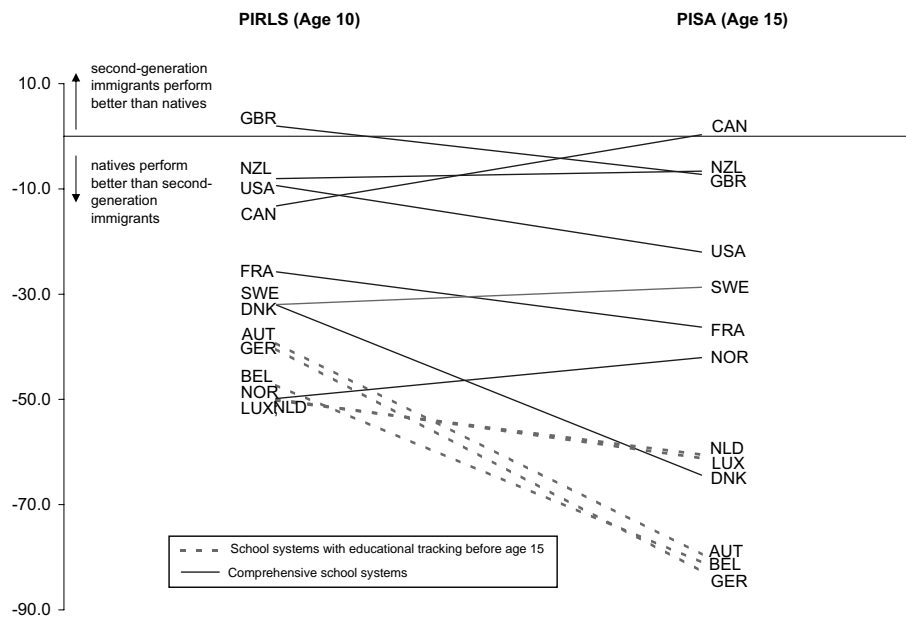 PIRLS (Age 10)
PISA (Age 15)
10.0
-10.0
-30.0
-50.0
-70.0
-90.0
second-generation
immigrants perform
better than natives
natives perform
better than second-
generation
immigrants
GBR
NZL
USA
CAN
FRA
SWE
DNK
AUT
GER
BEL
NOR
LUX,NLD
CAN
NZL
GBR
USA
SWE
FRA
NOR
NLD
LUX
DNK
AUT
BEL
GER
School systems with educational tracking before age 15
Comprehensive school systems